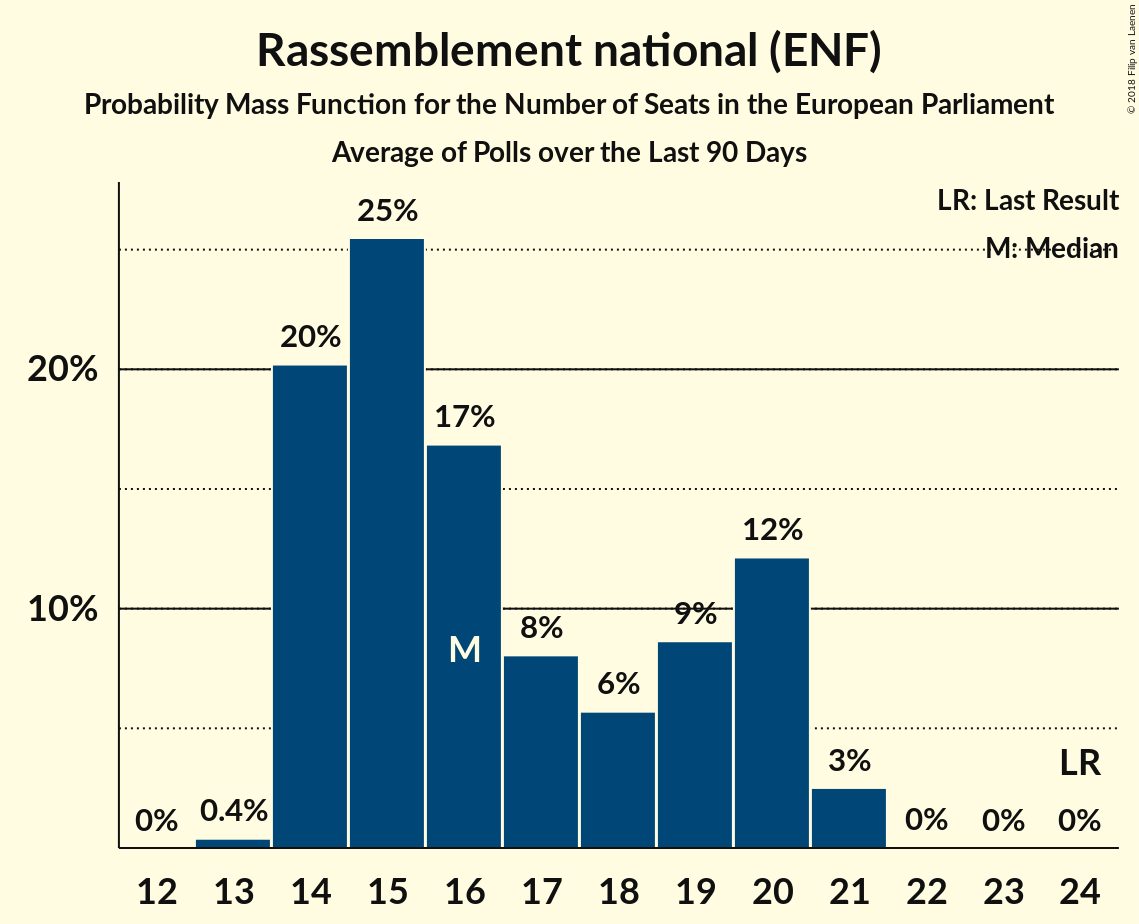 Rassemblement national (ENF)
Probability Mass Function for the Number of Seats in the European Parliament
Average of Polls over the Last 90 Days
© 2018 Filip van Laenen
LR: Last Result
M: Median
25%
20%
20%
17%
12%
10%
9%
8%
M
6%
3%
LR
0%
0.4%
0%
0%
0%
12 13 14 15 16 17 18 19 20 21 22 23 24